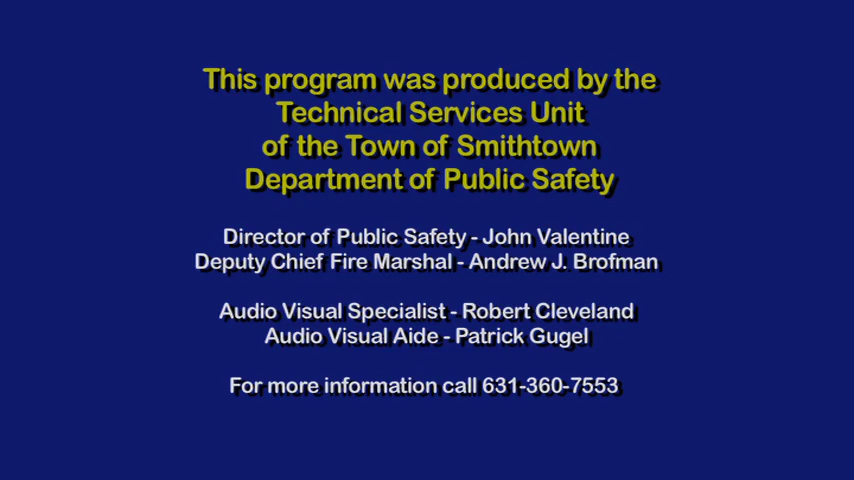 This program was produced by the
Technical Services Unit
of the Town of Smithtown
Department of Public Safety
Director of Public Safety - John Valentine
Deputy Chief Fire Marshal - Andrew J. Brofman
Audio Visual Specialist - Robert Cleveland
Audio Visual Aide - Patrick Gugel
For more information call 631-360-7553